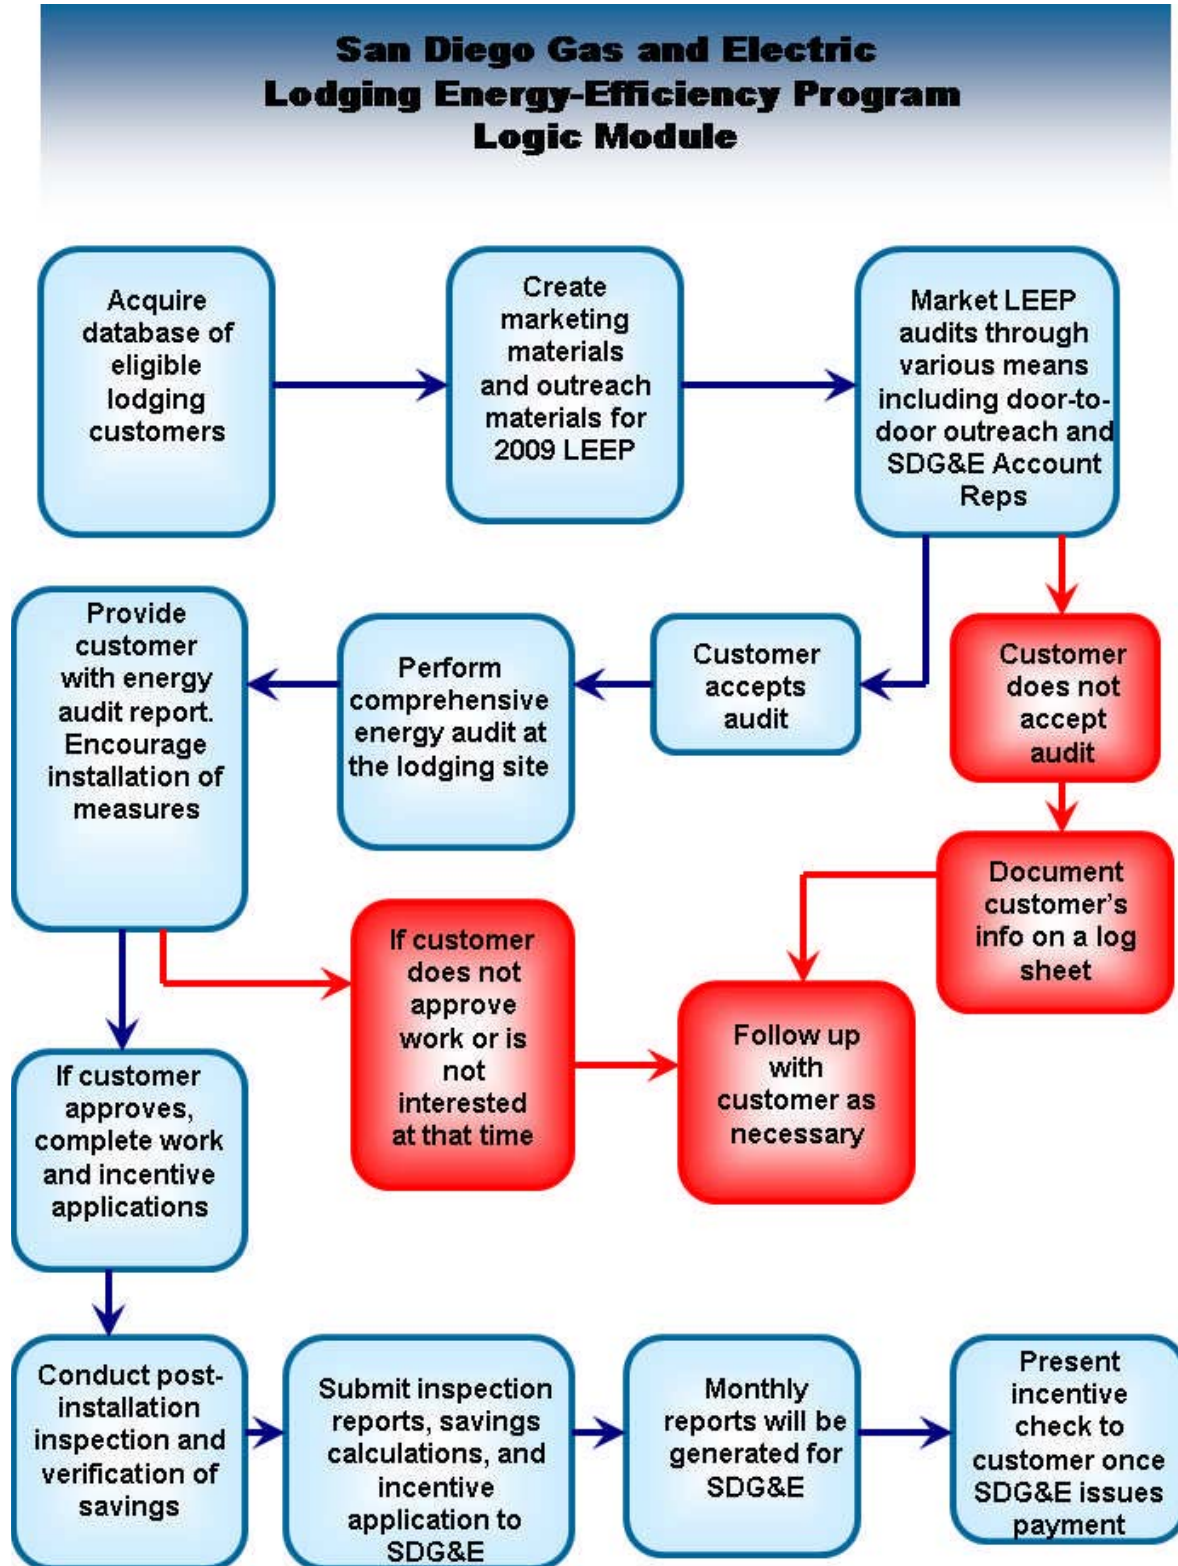 San Diego Gas and Electric
Lodging Energy-Efficiency Program
Logic Module
Acquire
database of
eligible
lodging
customers
Create
marketing
materials
and outreach
materials for
2009 LEEP
Market LEEP
audits through
various means
including door-to-
door outreach and
SDG&E Account
Reps
Provide
customer
with energy
audit report.
Encourage
installation of
measures
Perform
comprehensive
energy audit at
the lodging site
Customer
accepts
audit
Customer
does not
accept
audit
Document
customer's
info on a log
sheet
If customer
does not
approve
work or is
not
interested
at that time
Follow up
with
customer as
necessary
If customer
approves,
complete work
and incentive
applications
Conduct post-
installation
inspection and
verification of
savings
Submit inspection
reports, savings
calculations, and
incentive
application to
SDG&E
Monthly
reports will be
generated for
SDG&E
Present
incentive
check to
customer once
SDG&E issues
payment